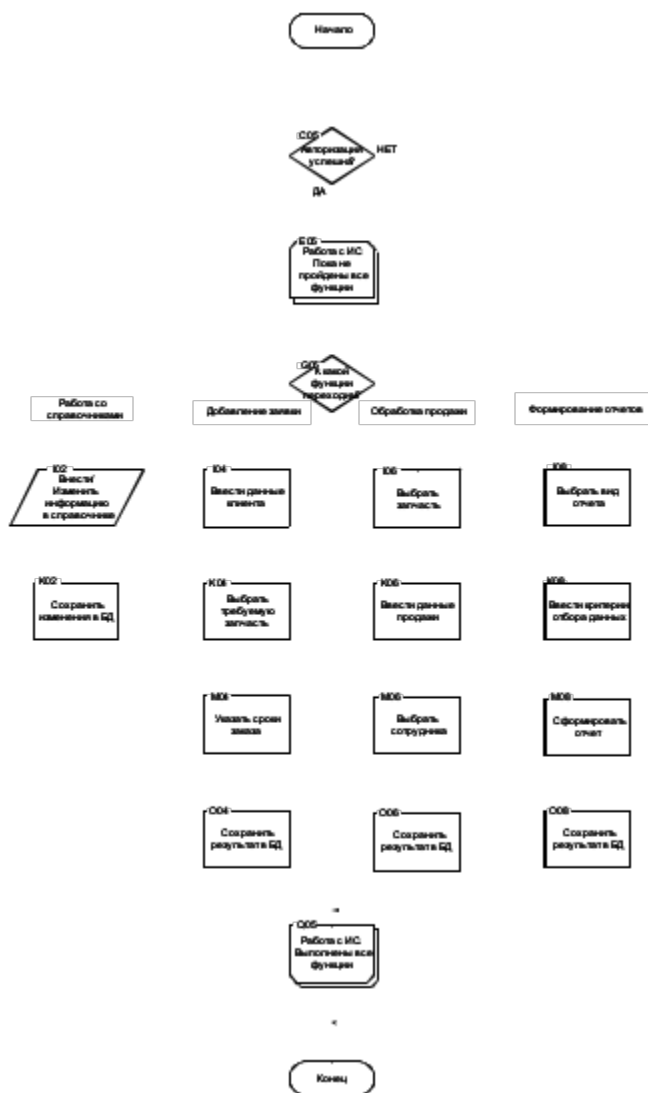 Начало
C05
Авторизация
успешна?
НЕТ
ДА
E05
Работа с ИС
Пока не
пройдены все
функции
G05
К какой
функции
переходим?
Работа со
справочниками
Добавление заявки
Обработка продажи
Формирование отчетов
I02
Внести/
Изменить
информацию
в справочнике
I04
Ввести данные
клиента
I06
Выбрать
запчасть
I08
Выбрать вид
отчета
K02
Сохранить
изменения в БД
K04
Выбрать
требуемую
запчасть
K06
Ввести данные
продажи
K08
Ввести критерии
отбора данных
M04
Указать сроки
заказа
M06
Выбрать
сотрудника
M08
Сформировать
отчет
O04
Сохранить
результат в БД
O06
Сохранить
результат в БД
O08
Сохранить
результат в БД
Q05
Работа с ИС
Выполнены все
функции
Конец